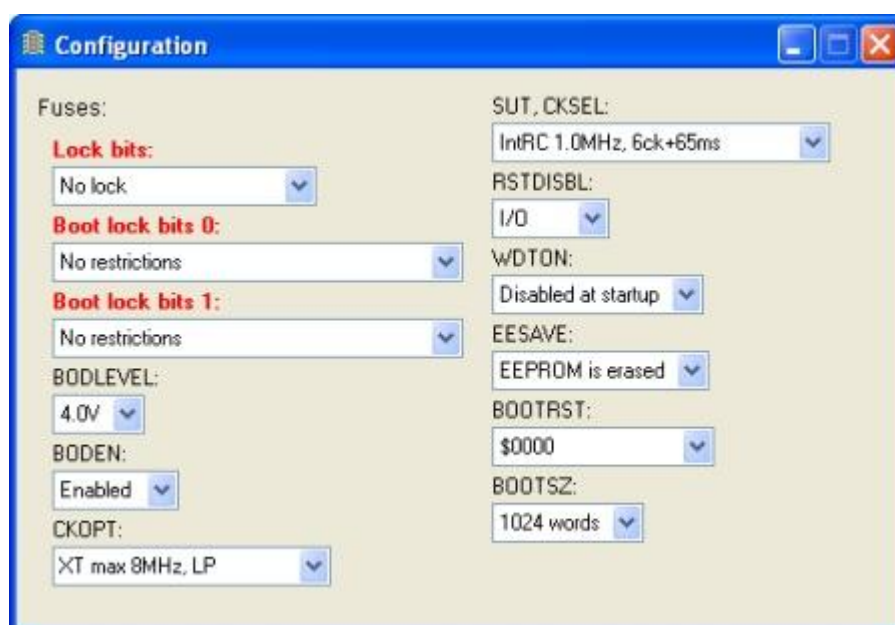 Configuration
Fuses:
Lock bits:
No lock
Boot lock bits 0:
No restrictions
Boot lock bits 1:
No restrictions
BODLEVEL:
4.0V
BODEN:
Enabled
CKOPT:
XT max 8MHz, LP
SUT, CKSEL:
IntRC 1.0MHz, 6ck+65ms
RSTDISBL:
I/O
WDTON:
Disabled at startup
EESAVE:
EEPROM is erased
BOOTRST:
$0000
BOOTSZ:
1024 words